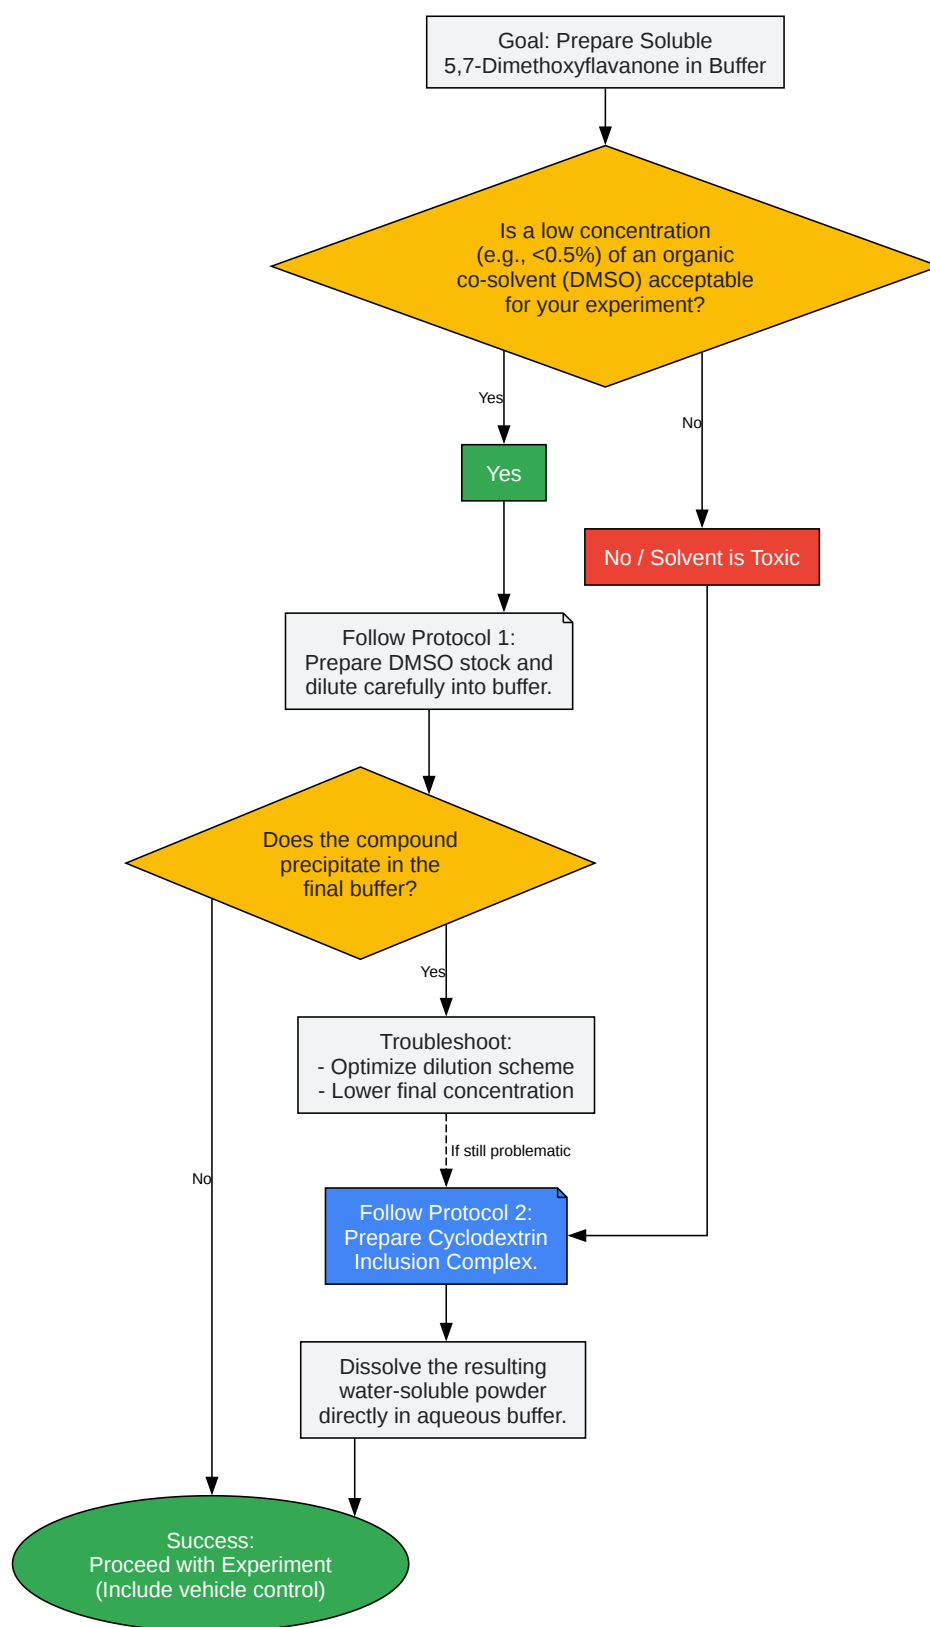 Goal: Prepare Soluble
5,7-Dimethoxyflavanone in Buffer
Is a low concentration
(e.g., <0.5%) of an organic
co-solvent (DMSO) acceptable
for your experiment?
Yes
No
Yes
No / Solvent is Toxic
Follow Protocol 1:
Prepare DMSO stock and
dilute carefully into buffer.
Does the compound
precipitate in the
final buffer?
Yes
Troubleshoot:
- Optimize dilution scheme
- Lower final concentration
If still problematic
No
Follow Protocol 2:
Prepare Cyclodextrin
Inclusion Complex.
Dissolve the resulting
water-soluble powder
directly in aqueous buffer.
Success:
Proceed with Experiment
(Include vehicle control)